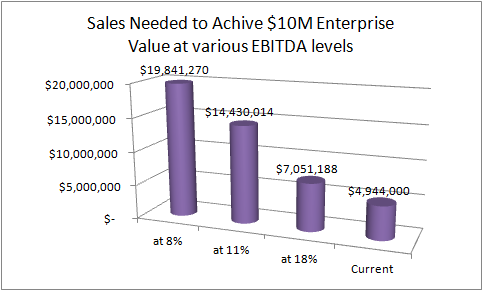 Sales Needed to Achive $10M Enterprise
Value at various EBITDA levels
$19,841,270
$20,000,000
$14,430,014
$15,000,000
$10,000,000
$7,051,188
$4,944,000
$5,000,000
$-
at 8%
at 11%
at 18%
Current